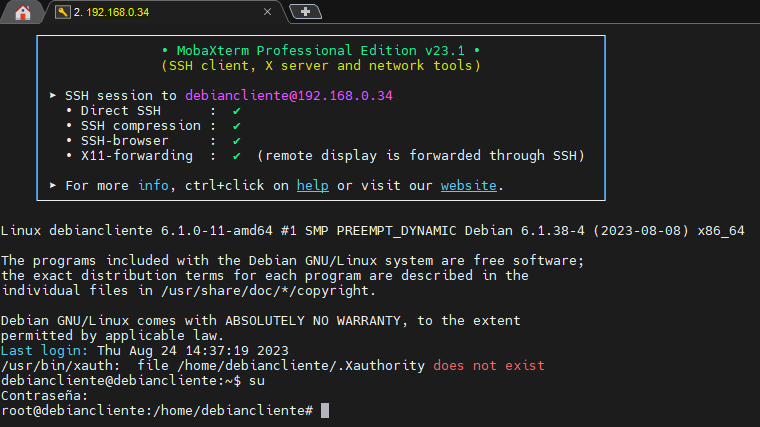 2. 192.168.0.34
• MobaXterm Professional Edition v23.1 •
(SSH client, X server and network tools)
➤ SSH session to debiancliente@192.168.0.34
• Direct SSH : ✔
• SSH compression : ✔
• SSH-browser : ✔
• X11-forwarding : ✔ (remote display is forwarded through SSH)
➤ For more info, ctrl+click on help or visit our website.
Linux debiancliente 6.1.0-11-amd64 #1 SMP PREEMPT_DYNAMIC Debian 6.1.38-4 (2023-08-08) x86_64
The programs included with the Debian GNU/Linux system are free software;
the exact distribution terms for each program are described in the
individual files in /usr/share/doc/*/copyright.
Debian GNU/Linux comes with ABSOLUTELY NO WARRANTY, to the extent
permitted by applicable law.
Last login: Thu Aug 24 14:37:19 2023
/usr/bin/xauth:  file /home/debiancliente/.Xauthority does not exist
debiancliente@debiancliente:~$ su
Contraseña:
root@debiancliente:/home/debiancliente#